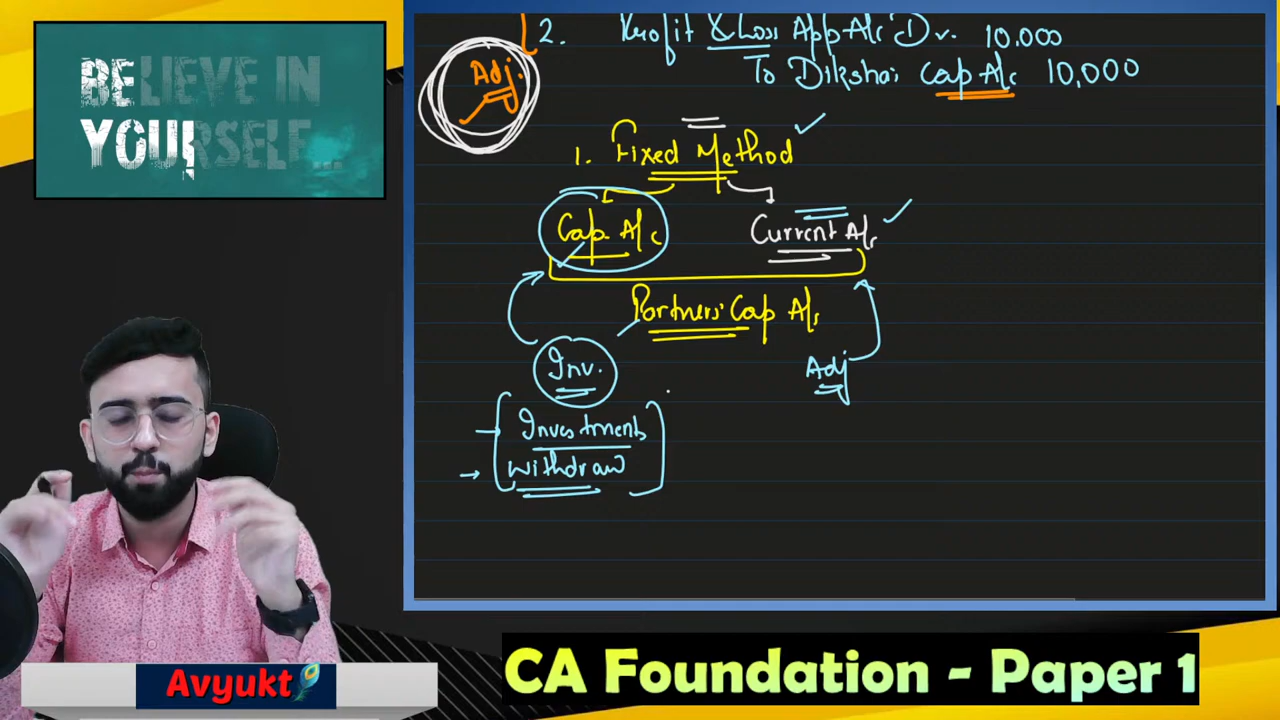 BELIEVE IN
YOURSELF...
2. Profit & Loss App A/c Dr. 10,000
To Diksha's Cap A/c 10,000
Adj.
1. Fixed Method
Cap. A/c
Current A/c
Partners' Cap A/c
Inv.
Adj
Investments
Withdraw
Avyukt
CA Foundation - Paper 1